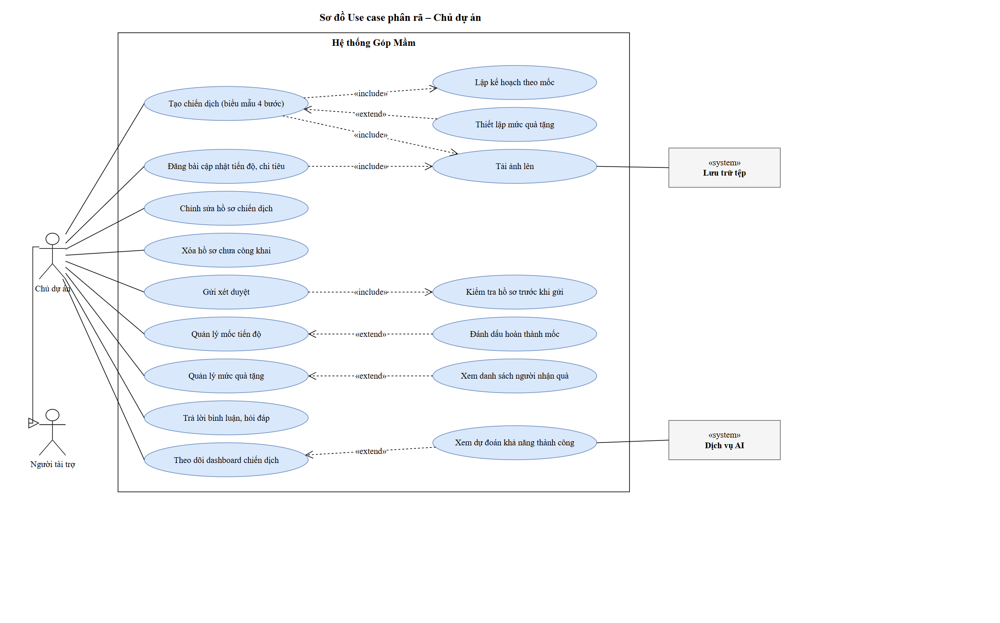 Sơ đồ Use case phân rã – Chủ dự án
Hệ thống Góp Mầm
Lập kế hoạch theo mốc
«include»
Tạo chiến dịch (biểu mẫu 4 bước)
«extend»
Thiết lập mức quà tặng
«include»
Đăng bài cập nhật tiến độ, chi tiêu
«include»
Tải ảnh lên
«system»
Lưu trữ tệp
Chỉnh sửa hồ sơ chiến dịch
Xóa hồ sơ chưa công khai
Chủ dự án
Gửi xét duyệt
«include»
Kiểm tra hồ sơ trước khi gửi
Quản lý mốc tiến độ
«extend»
Đánh dấu hoàn thành mốc
Quản lý mức quà tặng
«extend»
Xem danh sách người nhận quà
Trả lời bình luận, hỏi đáp
Xem dự đoán khả năng thành công
«system»
Dịch vụ AI
«extend»
Theo dõi dashboard chiến dịch
Người tài trợ